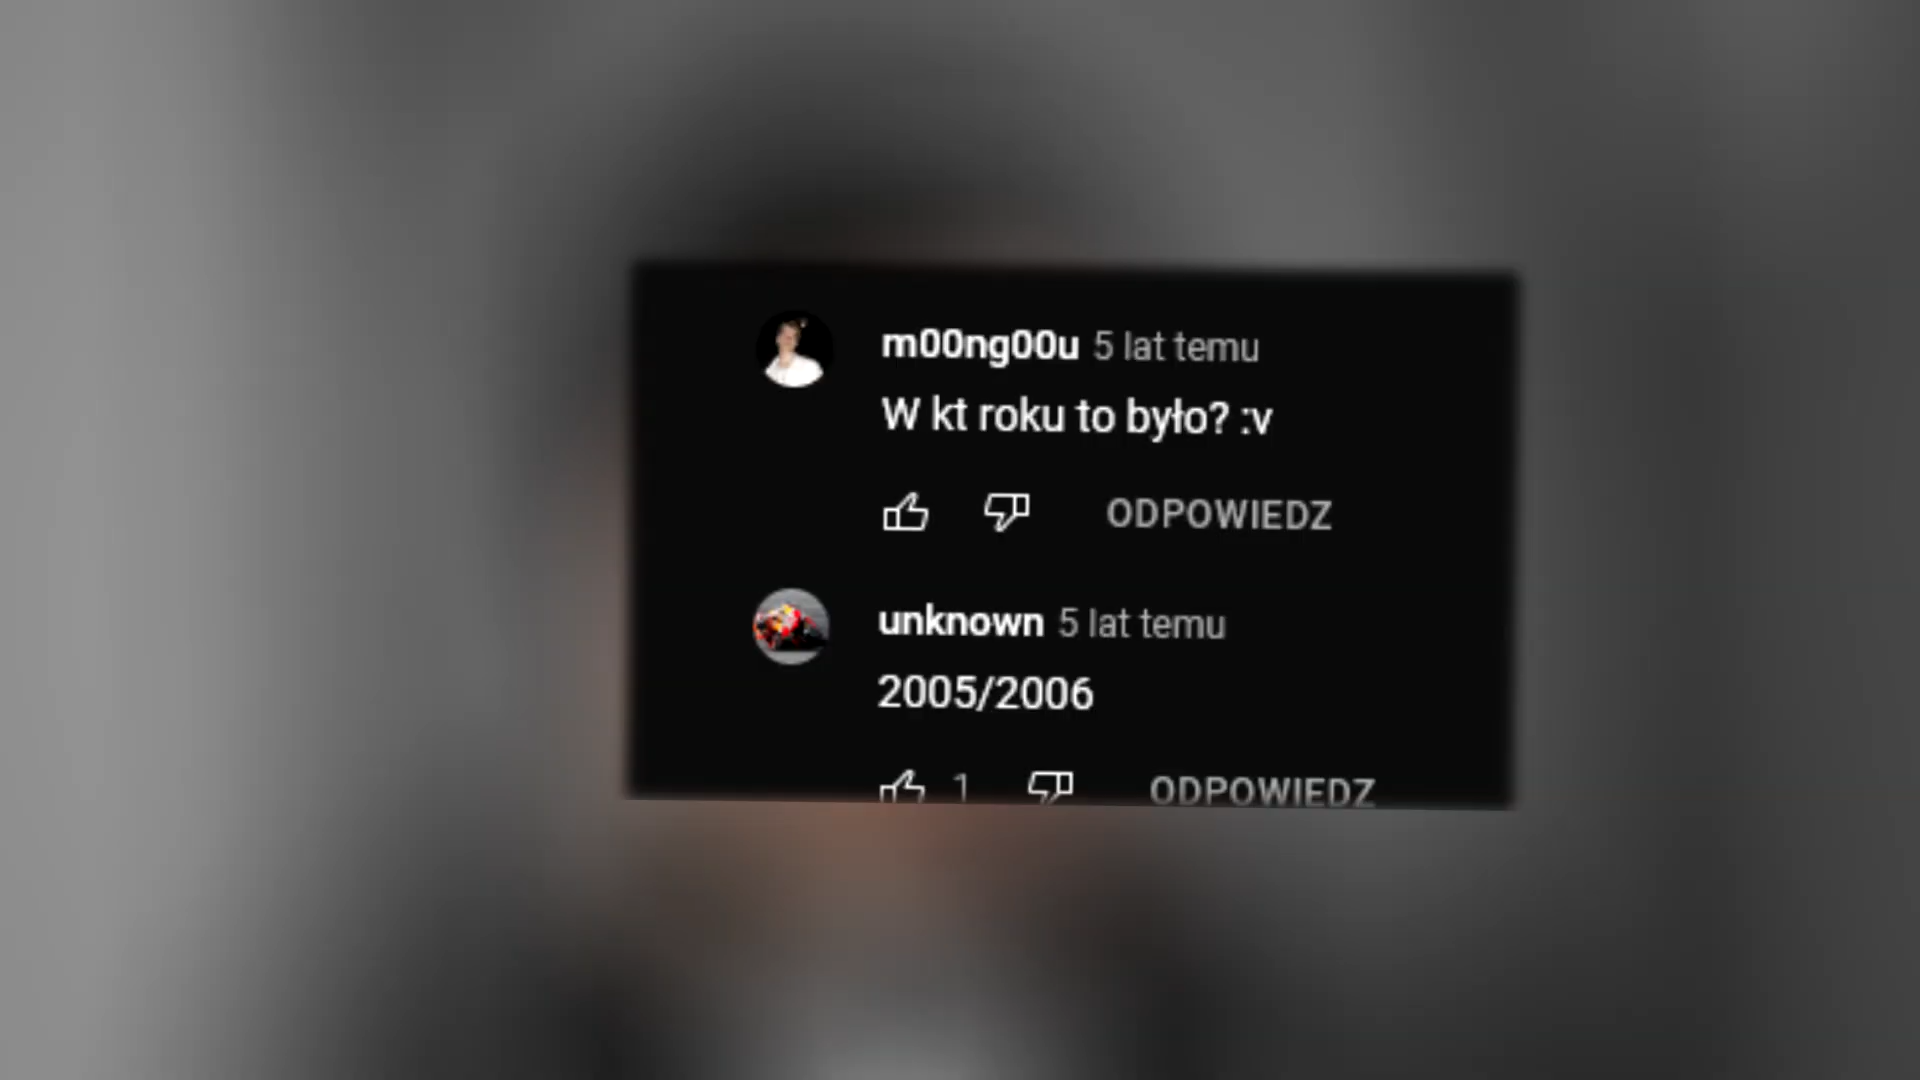 m00ng00u 5 lat temu
W kt roku to było? :v
ODPOWIEDZ
unknown 5 lat temu
2005/2006
1 ODPOWIEDZ